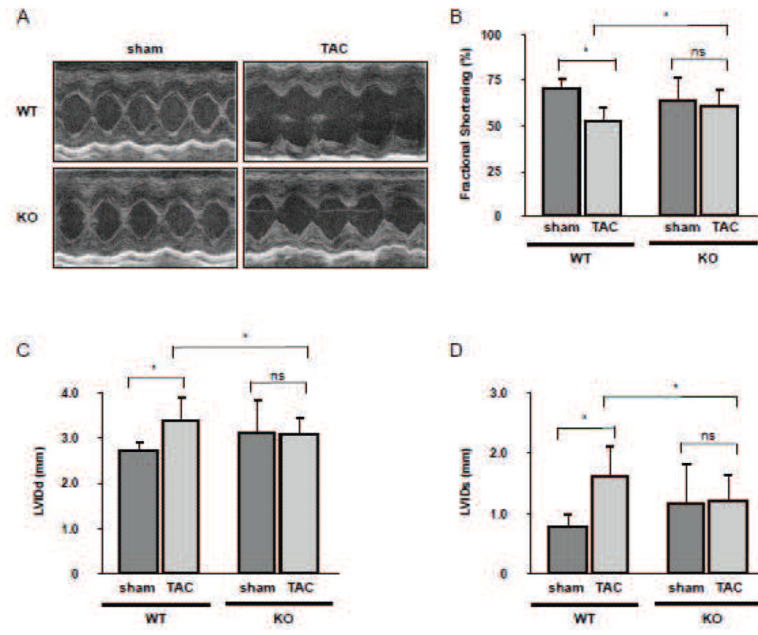 A
sham TAC
WT
KO
B
Fractional Shortening (%)
100
75
50
25
0
*
*
ns
sham TAC sham TAC
WT KO
C
LVIDd (mm)
4.0
3.0
2.0
1.0
0
*
*
ns
sham TAC sham TAC
WT KO
D
LVIDs (mm)
3.0
2.0
1.0
0
*
*
ns
sham TAC sham TAC
WT KO